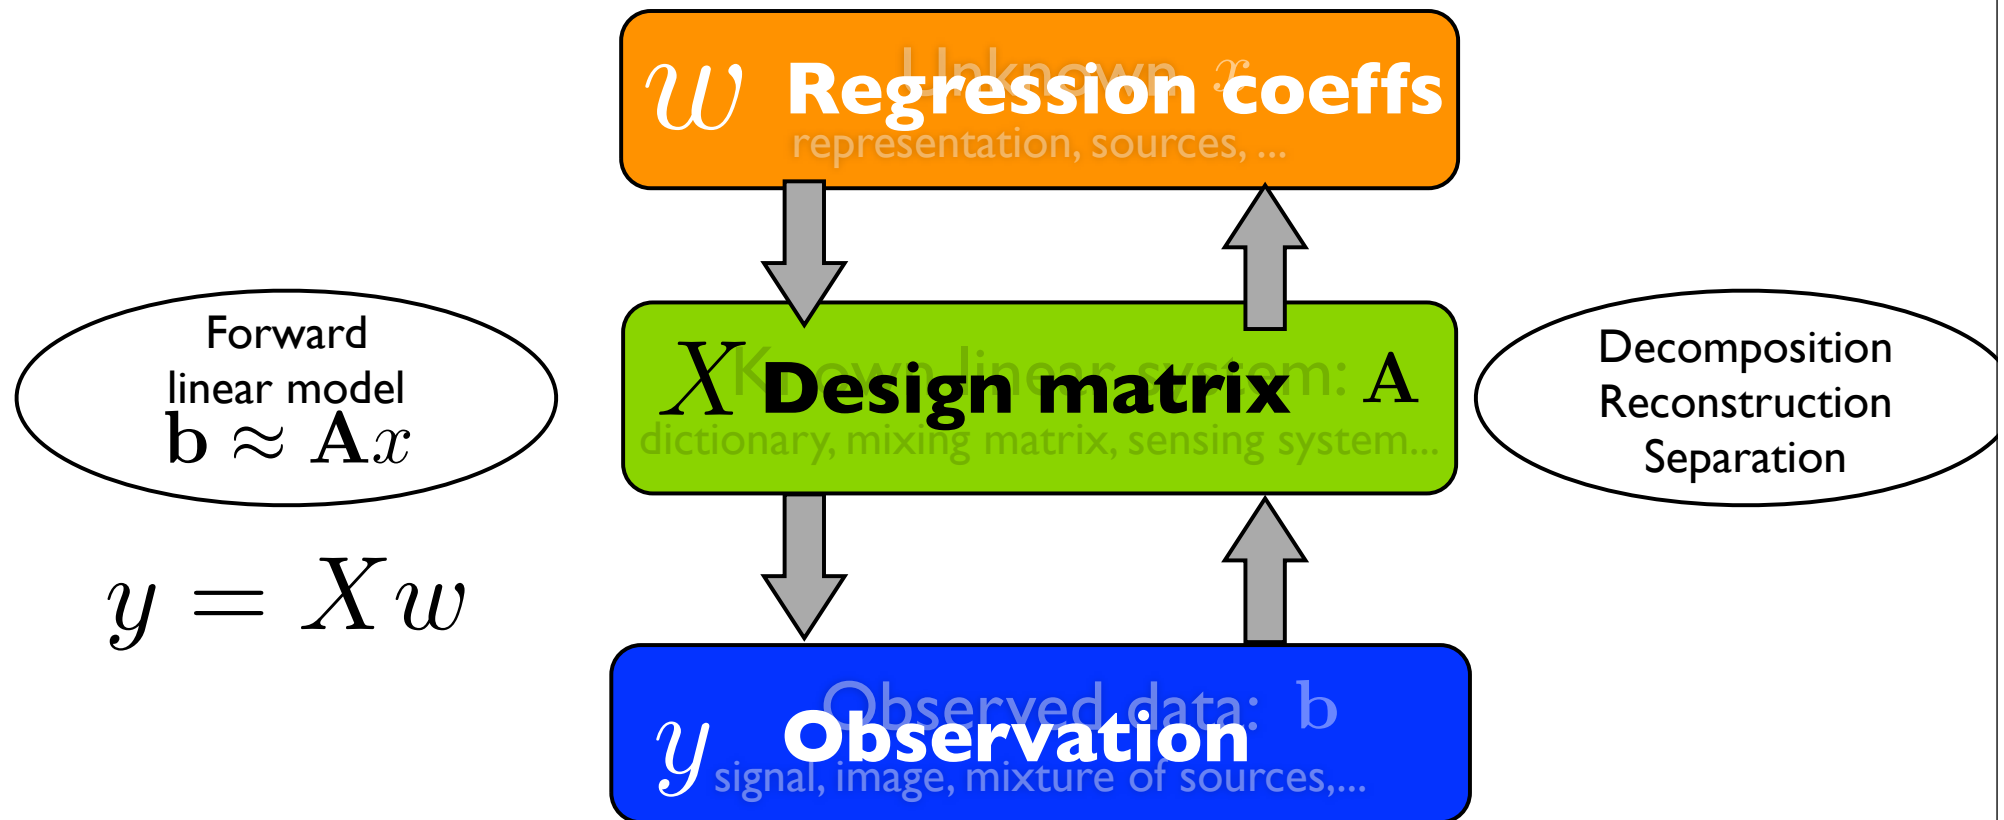 Unknown x
w Regression coeffs
representation, sources, ...
Forward
linear model
b ≈ Ax
y = Xw
Known linear system: A
X Design matrix
dictionary, mixing matrix, sensing system...
Decomposition
Reconstruction
Separation
Observed data: b
y Observation
signal, image, mixture of sources,...